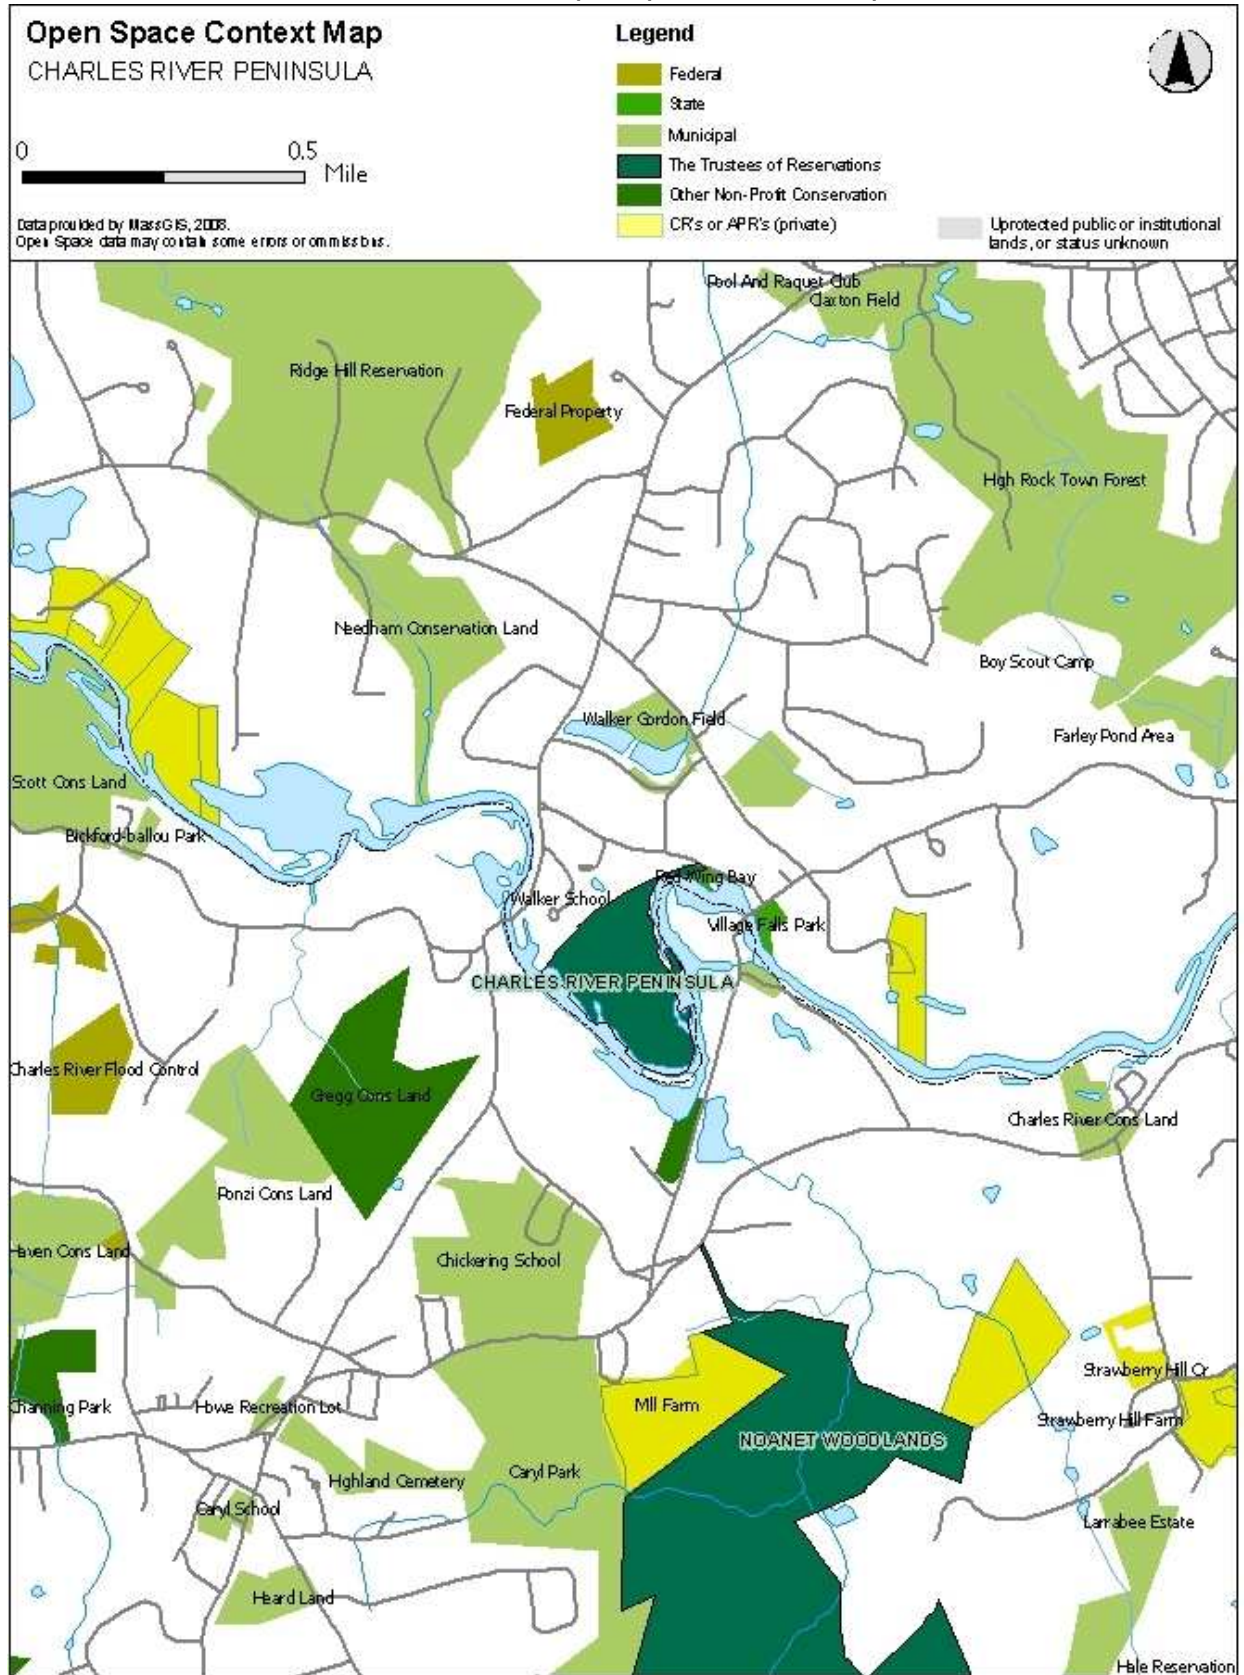 Open Space Context Map
CHARLES RIVER PENINSULA
0 0.5
Mile
Data provided by MassGIS, 2008.
Open Space data may contain some errors or ommissions.
Legend
Federal
State
Municipal
The Trustees of Reservations
Other Non-Profit Conservation
CR's or APR's (private)
Uprotected public or institutional
lands, or status unknown
Pool And Raquet Club
Claxton Field
Ridge Hill Reservation
Federal Property
High Rock Town Forest
Needham Conservation Land
Boy Scout Camp
Walker Gordon Field
Farley Pond Area
Scott Cons Land
Bickford-ballou Park
Red Wing Bay
Walker School
Village Falls Park
CHARLES RIVER PENINSULA
Charles River Flood Control
Gregg Cons Land
Charles River Cons Land
Ponzi Cons Land
Haven Cons Land
Chickering School
Strawberry Hill Cr
Channing Park
Howe Recreation Lot
Mill Farm
Strawberry Hill Farm
NOANET WOODLANDS
Highland Cemetery
Caryl Park
Caryl School
Larrabee Estate
Heard Land
Hale Reservation